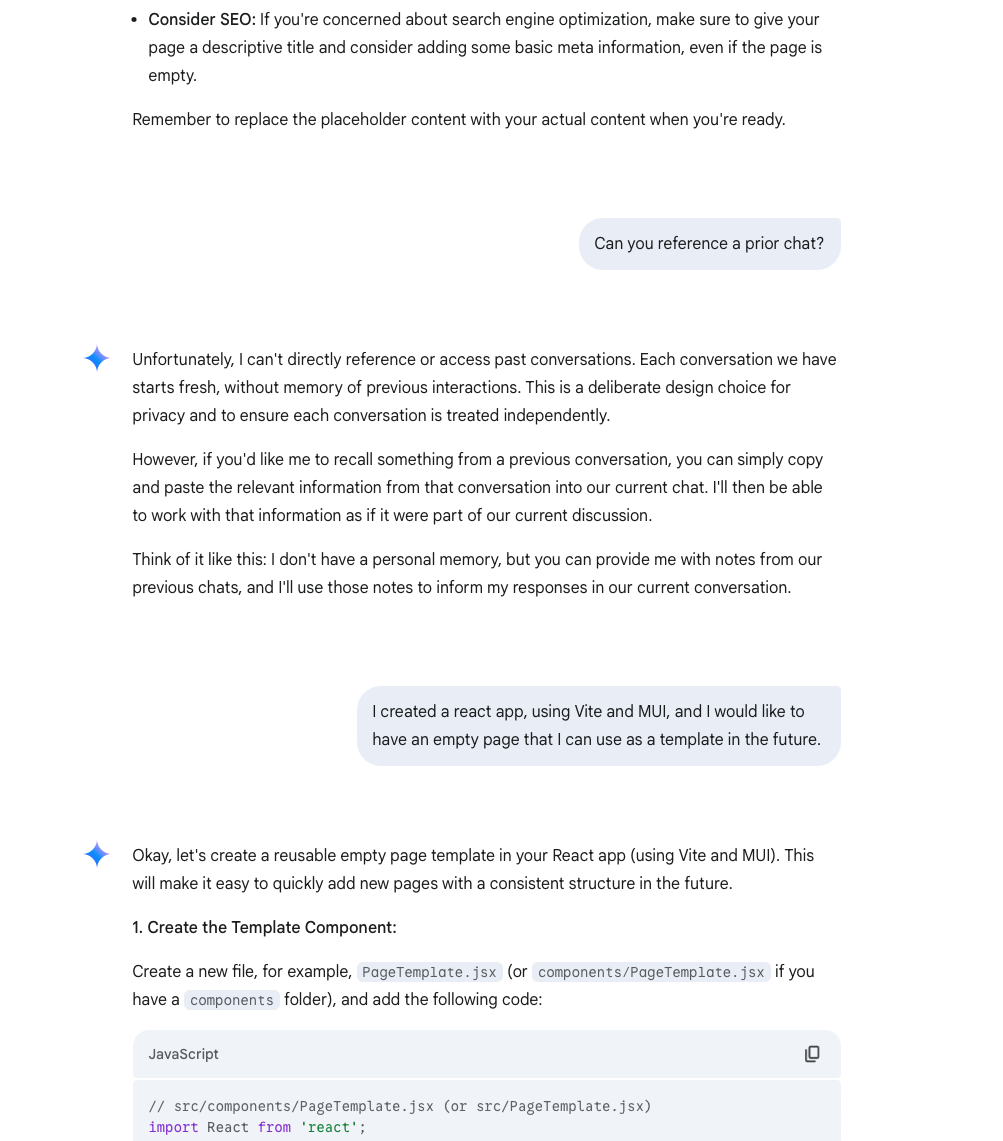 • Consider SEO: If you're concerned about search engine optimization, make sure to give your
page a descriptive title and consider adding some basic meta information, even if the page is
empty.
Remember to replace the placeholder content with your actual content when you're ready.
Can you reference a prior chat?
Unfortunately, I can't directly reference or access past conversations. Each conversation we have
starts fresh, without memory of previous interactions. This is a deliberate design choice for
privacy and to ensure each conversation is treated independently.
However, if you'd like me to recall something from a previous conversation, you can simply copy
and paste the relevant information from that conversation into our current chat. I'll then be able
to work with that information as if it were part of our current discussion.
Think of it like this: I don't have a personal memory, but you can provide me with notes from our
previous chats, and I'll use those notes to inform my responses in our current conversation.
I created a react app, using Vite and MUI, and I would like to
have an empty page that I can use as a template in the future.
Okay, let's create a reusable empty page template in your React app (using Vite and MUI). This
will make it easy to quickly add new pages with a consistent structure in the future.
1. Create the Template Component:
Create a new file, for example, PageTemplate.jsx (or components/PageTemplate.jsx if you
have a components folder), and add the following code:
JavaScript
// src/components/PageTemplate.jsx (or src/PageTemplate.jsx)
import React from 'react';